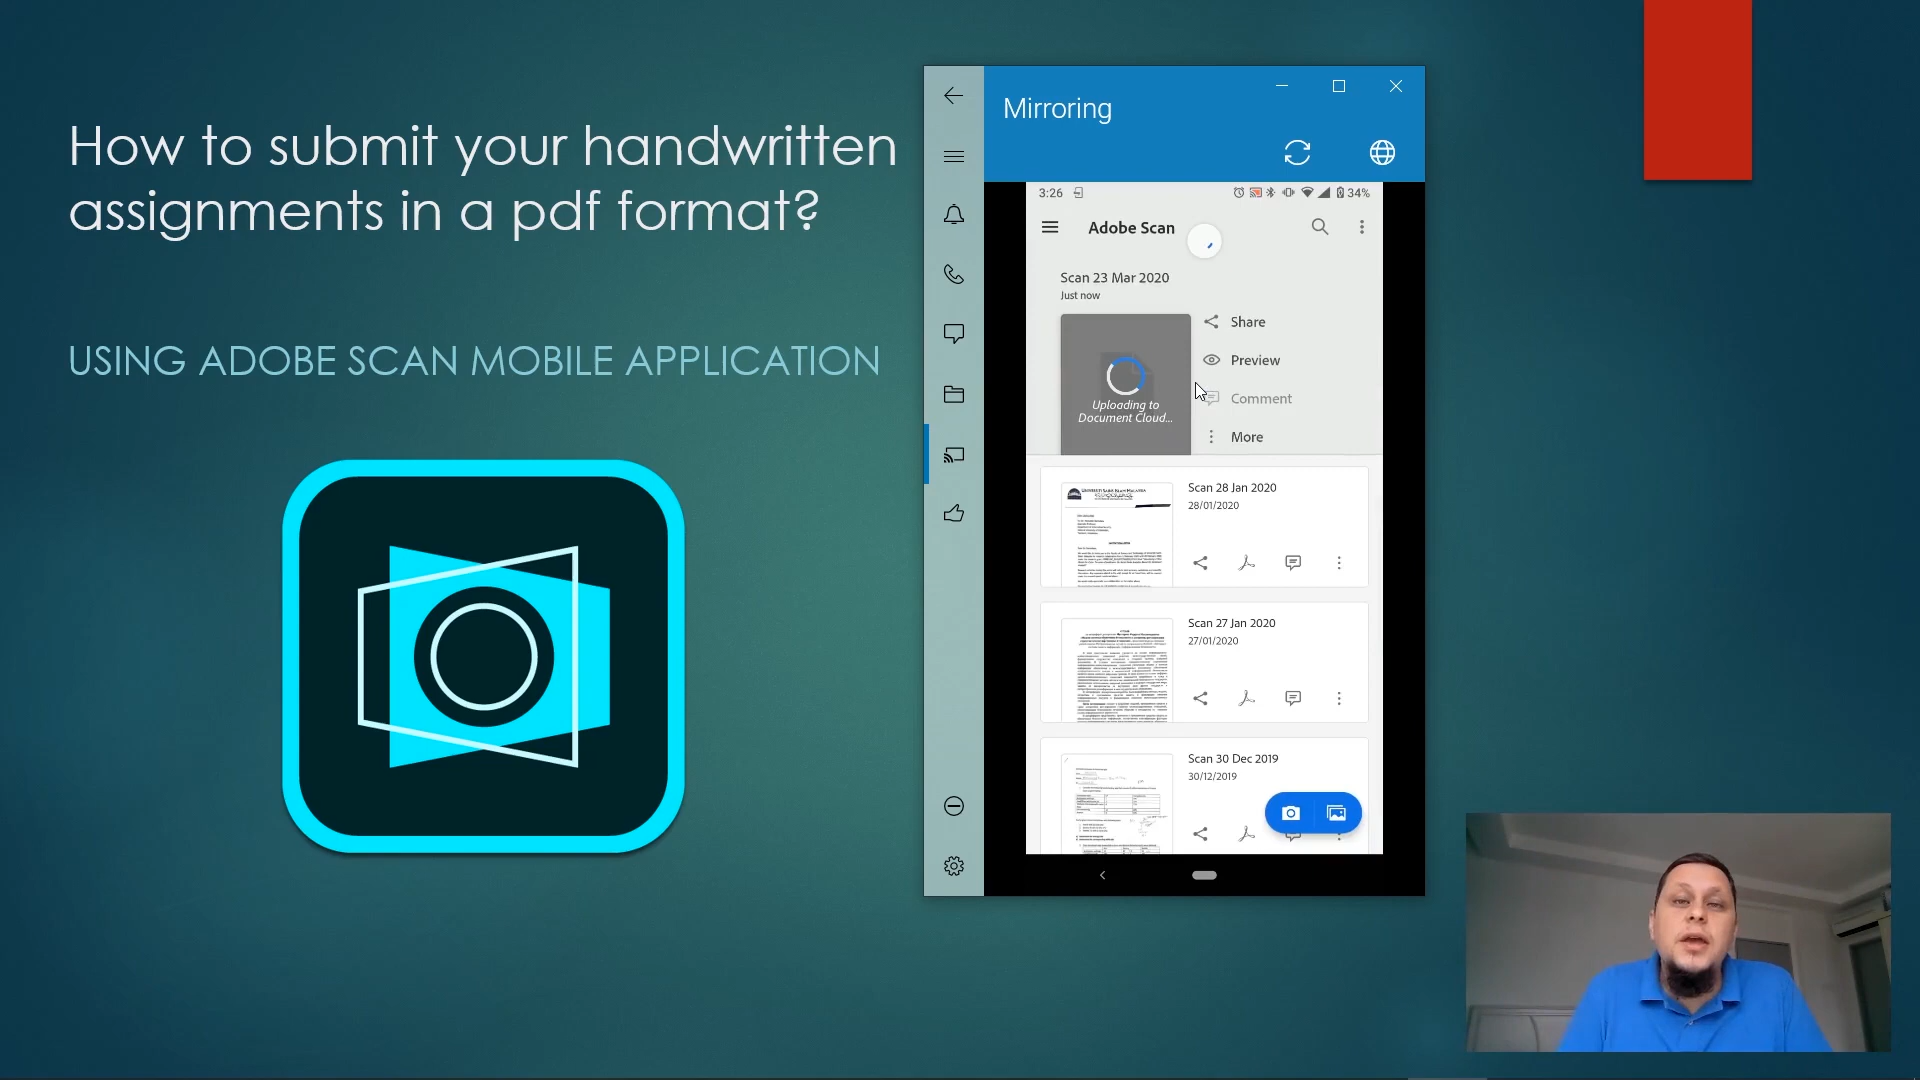 How to submit your handwritten
assignments in a pdf format?
USING ADOBE SCAN MOBILE APPLICATION
Mirroring
3:26
34%
Adobe Scan
Scan 23 Mar 2020
Just now
Uploading to
Document Cloud...
Share
Preview
Comment
More
Scan 28 Jan 2020
28/01/2020
Scan 27 Jan 2020
27/01/2020
Scan 30 Dec 2019
30/12/2019